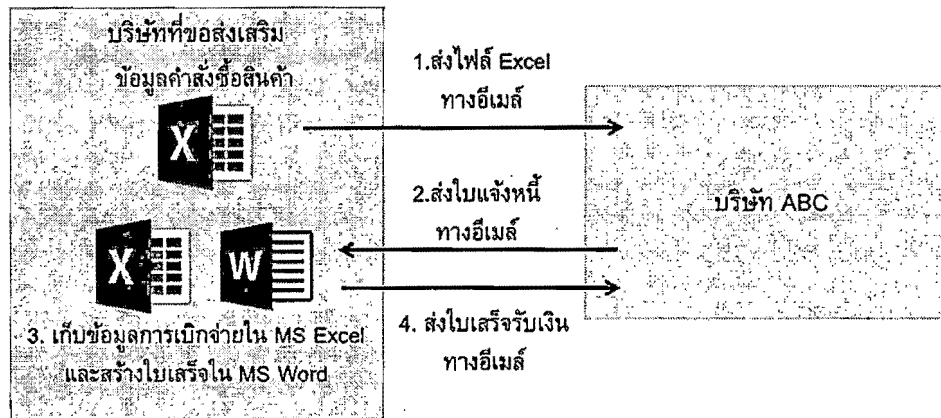 บริษัทที่ขอส่งเสริม
ข้อมูลคำสั่งซื้อสินค้า
X
1.ส่งไฟล์ Excel
ทางอีเมล์
2.ส่งใบแจ้งหนี้
ทางอีเมล์
บริษัท ABC
X
W
3. เก็บข้อมูลการเบิกจ่ายใน MS Excel
และสร้างใบเสร็จใน MS Word
4. ส่งใบเสร็จรับเงิน
ทางอีเมล์